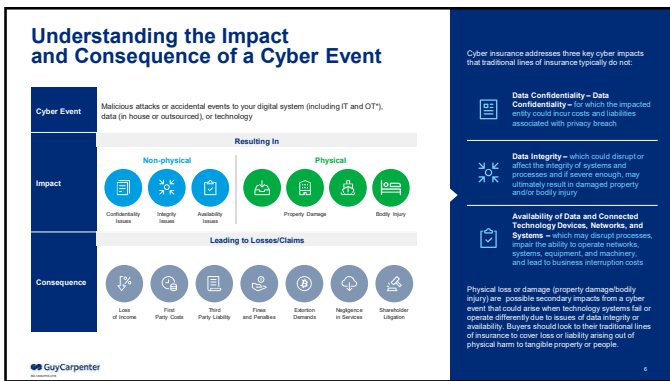 Understanding the Impact
and Consequence of a Cyber Event
Cyber Event
Malicious attacks or accidental events to your digital system (including IT and OT*),
data (in house or outsourced), or technology
Resulting In
Impact
Non-physical
Physical
Confidentiality
Issues
Integrity
Issues
Availability
Issues
Property Damage
Bodily Injury
Leading to Losses/Claims
Consequence
Loss
of Income
First
Party Costs
Third
Party Liability
Fines
and Penalties
Extortion
Demands
Negligence
in Services
Shareholder
Litigation
GuyCarpenter
Cyber insurance addresses three key cyber impacts
that traditional lines of insurance typically do not:
Data Confidentiality – Data
Confidentiality – for which the impacted
entity could incur costs and liabilities
associated with privacy breach
Data Integrity – which could disrupt or
affect the integrity of systems and
processes and if severe enough, may
ultimately result in damaged property
and/or bodily injury
Availability of Data and Connected
Technology Devices, Networks, and
Systems – which may disrupt processes,
impair the ability to operate networks,
systems, equipment, and machinery,
and lead to business interruption costs
Physical loss or damage (property damage/bodily
injury) are possible secondary impacts from a cyber
event that could arise when technology systems fail or
operate differently due to issues of data integrity or
availability. Buyers should look to their traditional lines
of insurance to cover loss or liability arising out of
physical harm to tangible property or people.
6